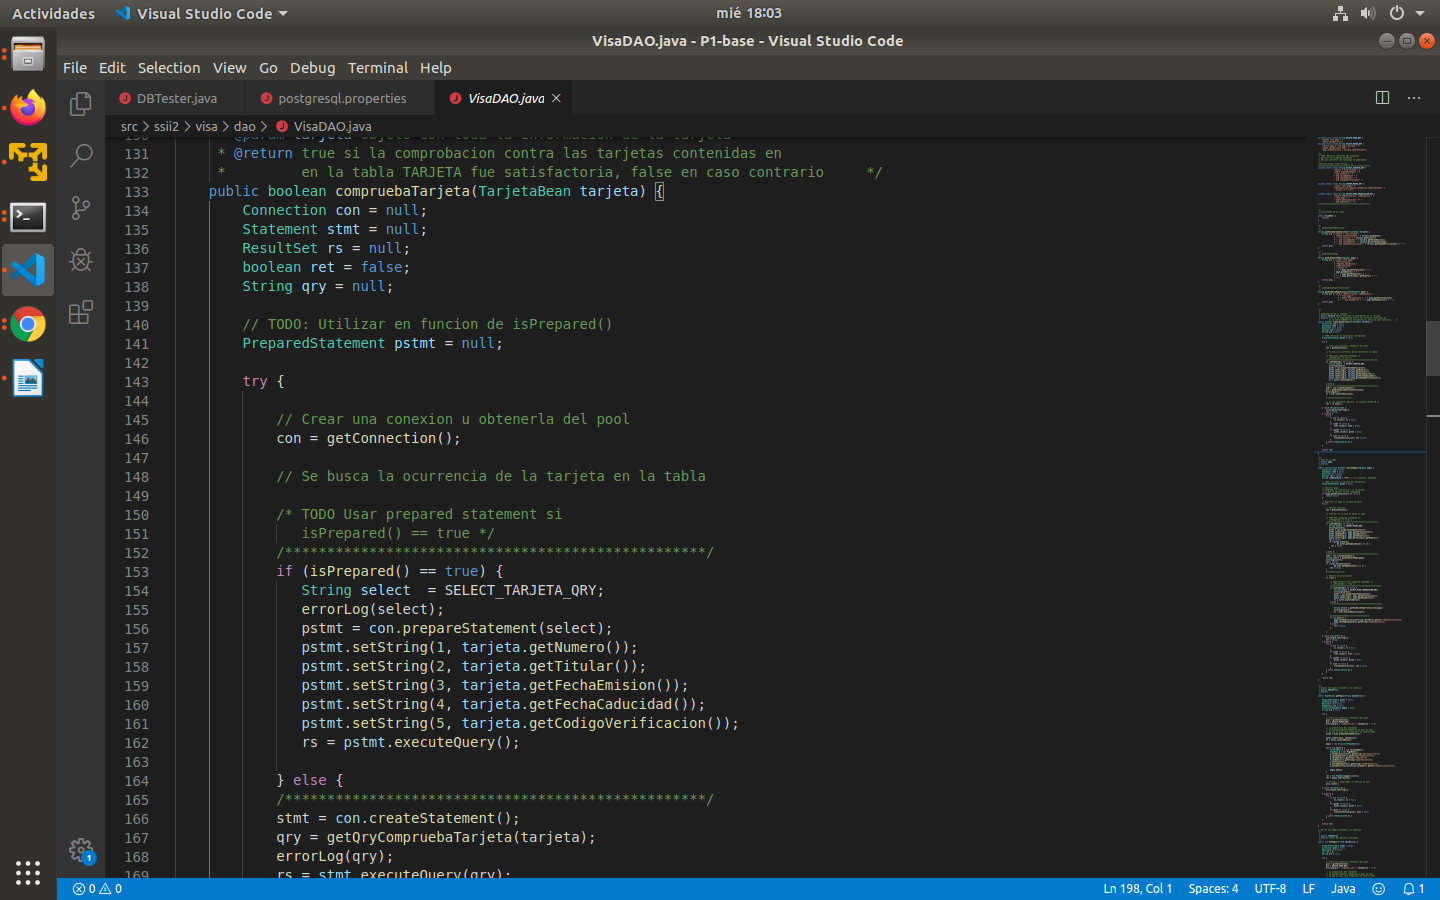 Actividades
Visual Studio Code
mié 18:03
VisaDAO.java - P1-base - Visual Studio Code
File Edit Selection View Go Debug Terminal Help
DBTester.java
postgresql.properties
VisaDAO.java
src > ssii2 > visa > dao > VisaDAO.java
130 * @param tarjeta objeto con toda la informacion de la tarjeta
131 * @return true si la comprobacion contra las tarjetas contenidas en
132 * en la tabla TARJETA fue satisfactoria, false en caso contrario */
133 public boolean compruebaTarjeta(TarjetaBean tarjeta) {
134 Connection con = null;
135 Statement stmt = null;
136 ResultSet rs = null;
137 boolean ret = false;
138 String qry = null;
139
140 // TODO: Utilizar en funcion de isPrepared()
141 PreparedStatement pstmt = null;
142
143 try {
144
145 // Crear una conexion u obtenerla del pool
146 con = getConnection();
147
148 // Se busca la ocurrencia de la tarjeta en la tabla
149
150 /* TODO Usar prepared statement si
151 isPrepared() == true */
152 /**************************************************/
153 if (isPrepared() == true) {
154 String select  = SELECT_TARJETA_QRY;
155 errorLog(select);
156 pstmt = con.prepareStatement(select);
157 pstmt.setString(1, tarjeta.getNumero());
158 pstmt.setString(2, tarjeta.getTitular());
159 pstmt.setString(3, tarjeta.getFechaEmision());
160 pstmt.setString(4, tarjeta.getFechaCaducidad());
161 pstmt.setString(5, tarjeta.getCodigoVerificacion());
162 rs = pstmt.executeQuery();
163
164 } else {
165 /**************************************************/
166 stmt = con.createStatement();
167 qry = getQryCompruebaTarjeta(tarjeta);
168 errorLog(qry);
169 rs = stmt.executeQuery(qry);
1
0 0
Ln 198, Col 1 Spaces: 4 UTF-8 LF Java 1